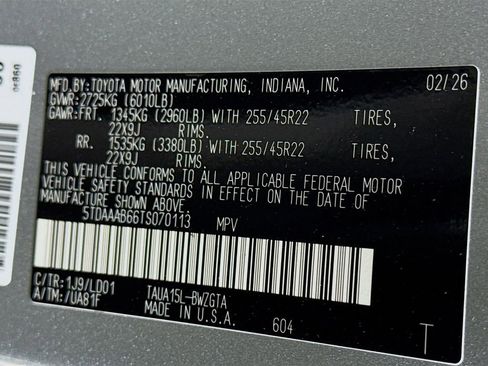 MFD.BY:TOYOTA MOTOR MANUFACTURING, INDIANA, INC. 02/26
GVWR:2725KG (6010LB)
GAWR:FRT. 1345KG (2960LB) WITH 255/45R22 TIRES,
22X9J RIMS.
RR. 1535KG (3380LB) WITH 255/45R22 TIRES,
22X9J RIMS.
THIS VEHICLE CONFORMS TO ALL APPLICABLE FEDERAL MOTOR
VEHICLE SAFETY STANDARDS IN EFFECT ON THE DATE OF
MANUFACTURE SHOWN ABOVE.
5TDAAAB66TS070113 MPV
C/TR:1J9/LD01 TAUA15L-BWZGTA
A/TM:/UA81F MADE IN U.S.A. 604
T